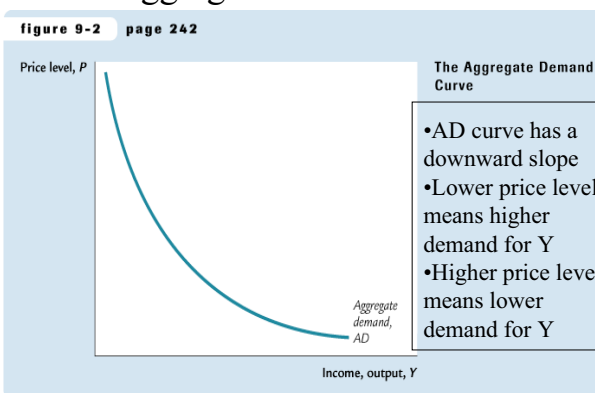 figure 9-2 page 242
Price level, P
The Aggregate Demand
Curve
•AD curve has a
downward slope
•Lower price level
means higher
demand for Y
•Higher price leve
means lower
demand for Y
Aggregate
demand,
AD
Income, output, Y